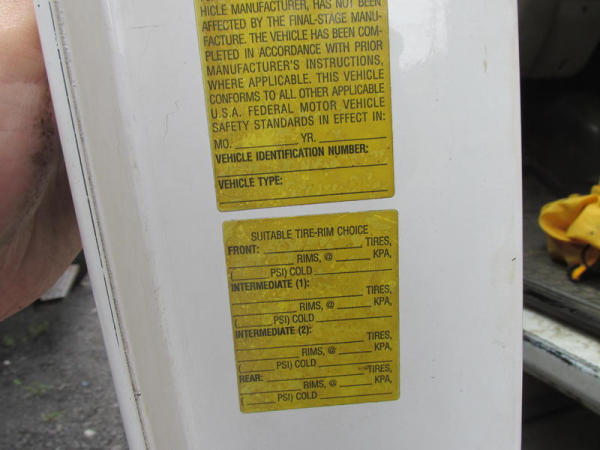 HICLE MANUFACTURER, HAS NOT BEEN
AFFECTED BY THE FINAL-STAGE MANU-
FACTURE. THE VEHICLE HAS BEEN COM-
PLETED IN ACCORDANCE WITH PRIOR
MANUFACTURER'S INSTRUCTIONS,
WHERE APPLICABLE. THIS VEHICLE
CONFORMS TO ALL OTHER APPLICABLE
U.S.A. FEDERAL MOTOR VEHICLE
SAFETY STANDARDS IN EFFECT IN:
MO. YR.
VEHICLE IDENTIFICATION NUMBER:
VEHICLE TYPE:
SUITABLE TIRE-RIM CHOICE
FRONT: TIRES,
RIMS, @ KPA,
( PSI) COLD
INTERMEDIATE (1):
TIRES,
RIMS, @ KPA,
( PSI) COLD
INTERMEDIATE (2):
TIRES,
RIMS, @ KPA,
( PSI) COLD
REAR: TIRES,
RIMS, @ KPA,
( PSI) COLD